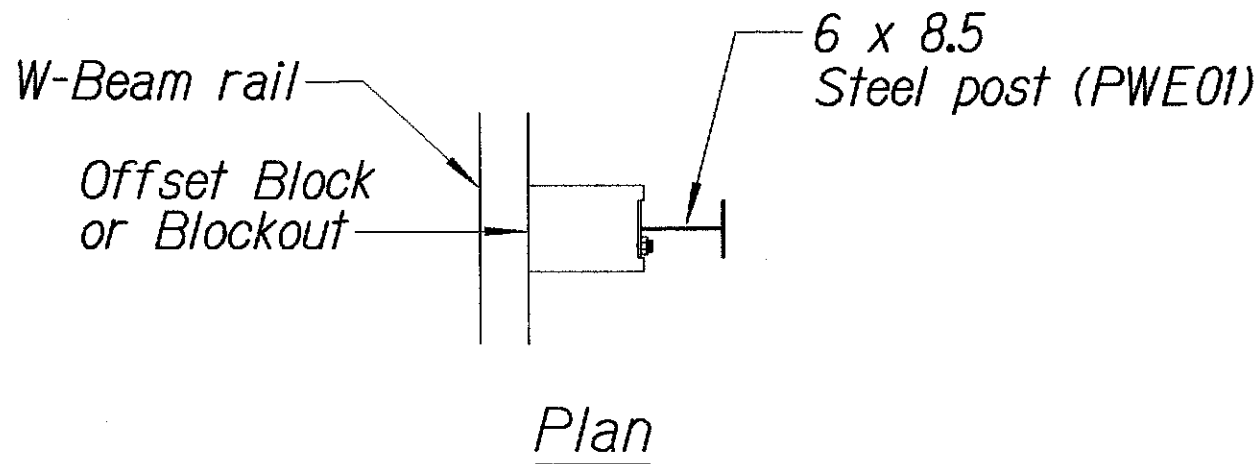 W-Beam rail
Offset Block
or Blockout
6 x 8.5
Steel post (PWE01)
Plan